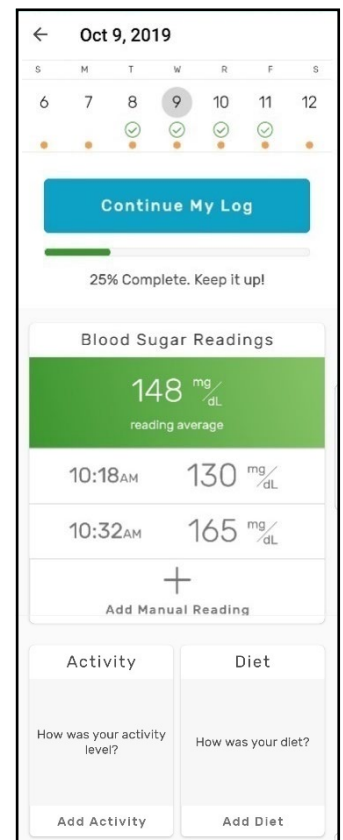 Oct 9, 2019
S M T W R F S
6 7 8 9 10 11 12
Continue My Log
25% Complete. Keep it up!
Blood Sugar Readings
148 mg/dL
reading average
10:18AM 130 mg/dL
10:32AM 165 mg/dL
Add Manual Reading
Activity Diet
How was your activity
level?
How was your diet?
Add Activity Add Diet